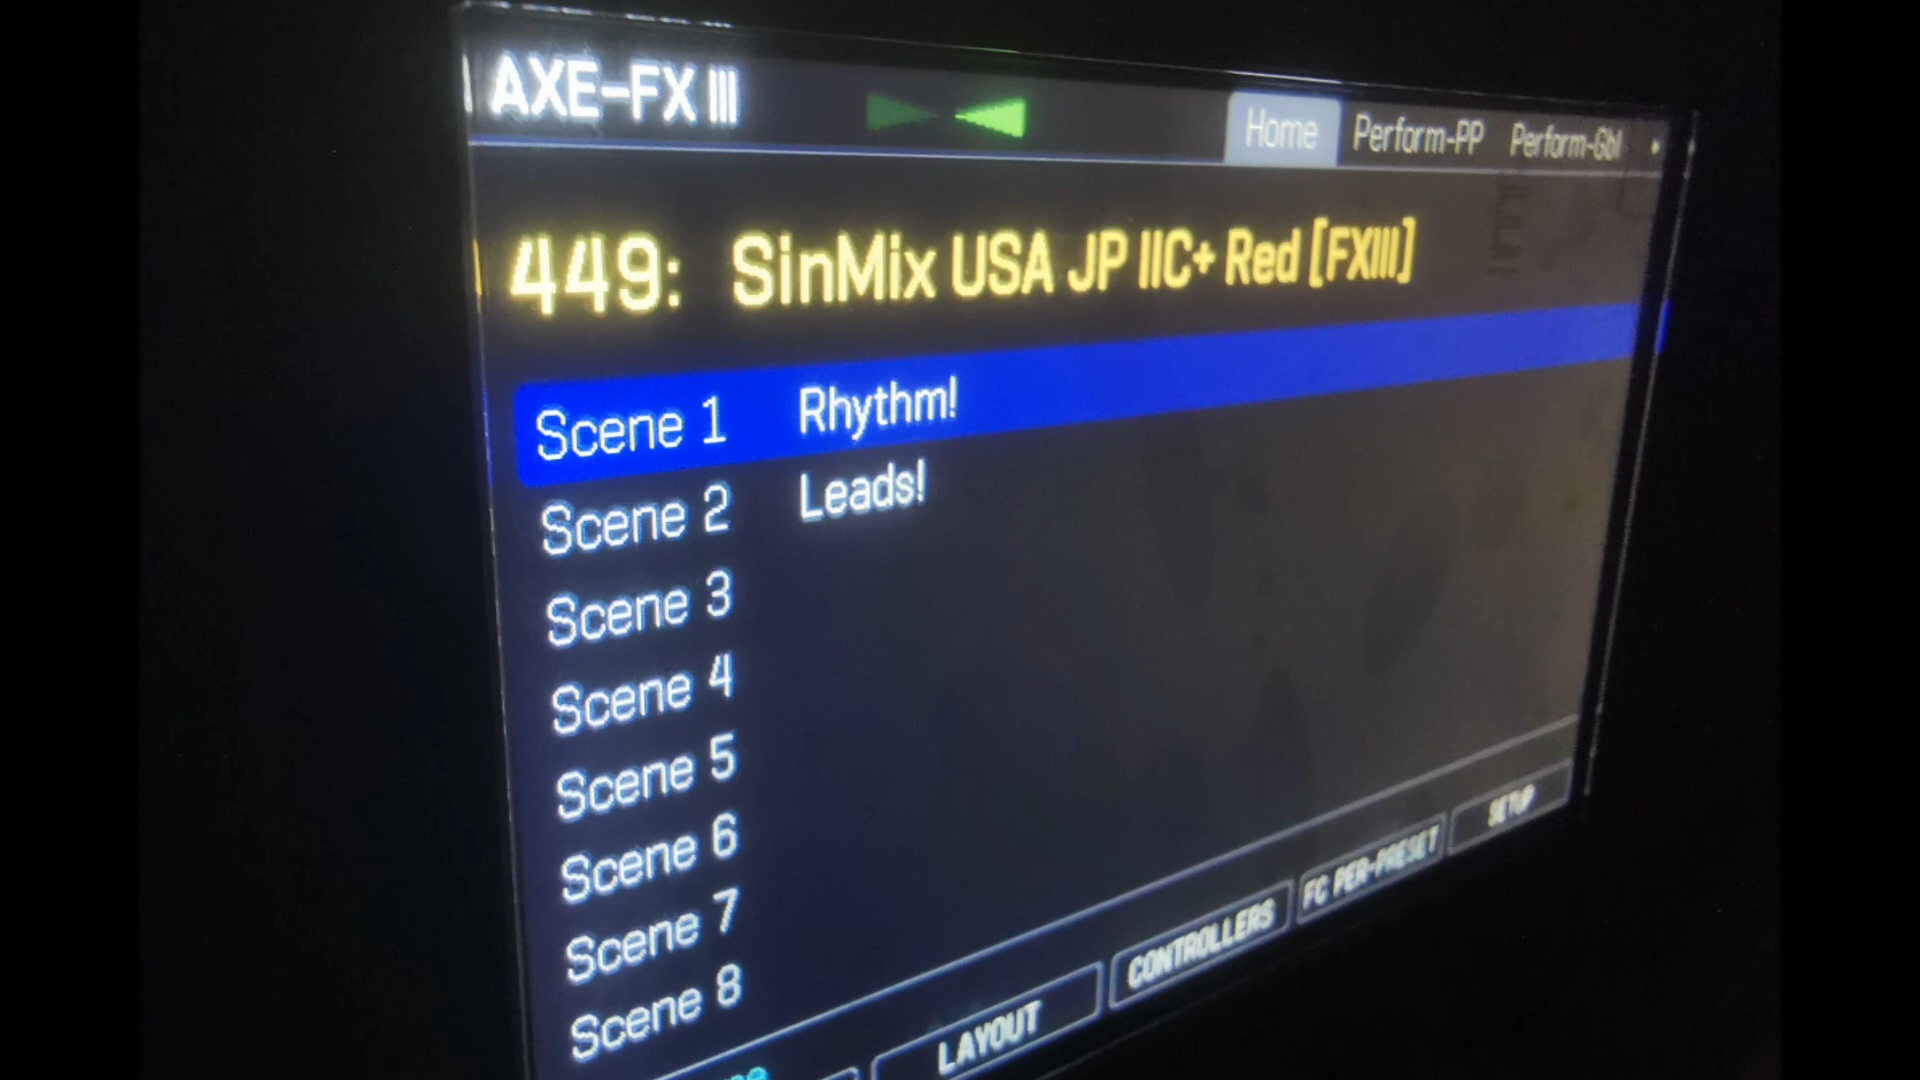 AXE-FX III
Home Perform-PP Perform-Gbl
449: SinMix USA JP IIC+ Red [FXIII]
Scene 1 Rhythm!
Scene 2 Leads!
Scene 3
Scene 4
Scene 5
Scene 6
Scene 7
Scene 8
LAYOUT CONTROLLERS FC PER-PRESET SETUP